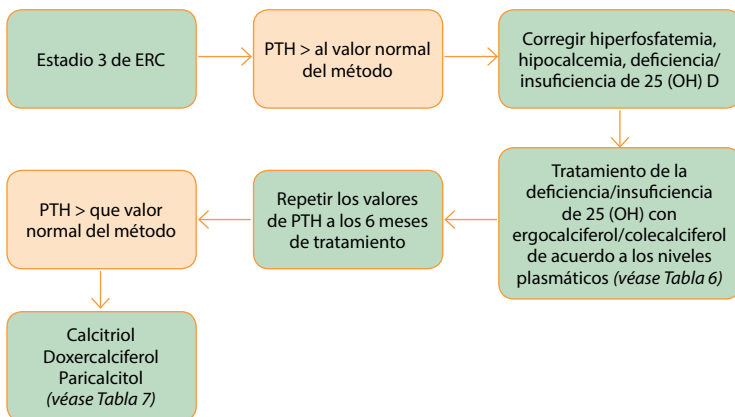 Estadio 3 de ERC
PTH > al valor normal
del método
Corregir hiperfosfatemia,
hipocalcemia, deficiencia/
insuficiencia de 25 (OH) D
Tratamiento de la
deficiencia/insuficiencia
de 25 (OH) con
ergocalciferol/colecalciferol
de acuerdo a los niveles
plasmáticos (véase Tabla 6)
Repetir los valores
de PTH a los 6 meses
de tratamiento
PTH > que valor
normal del método
Calcitriol
Doxercalciferol
Paricalcitol
(véase Tabla 7)